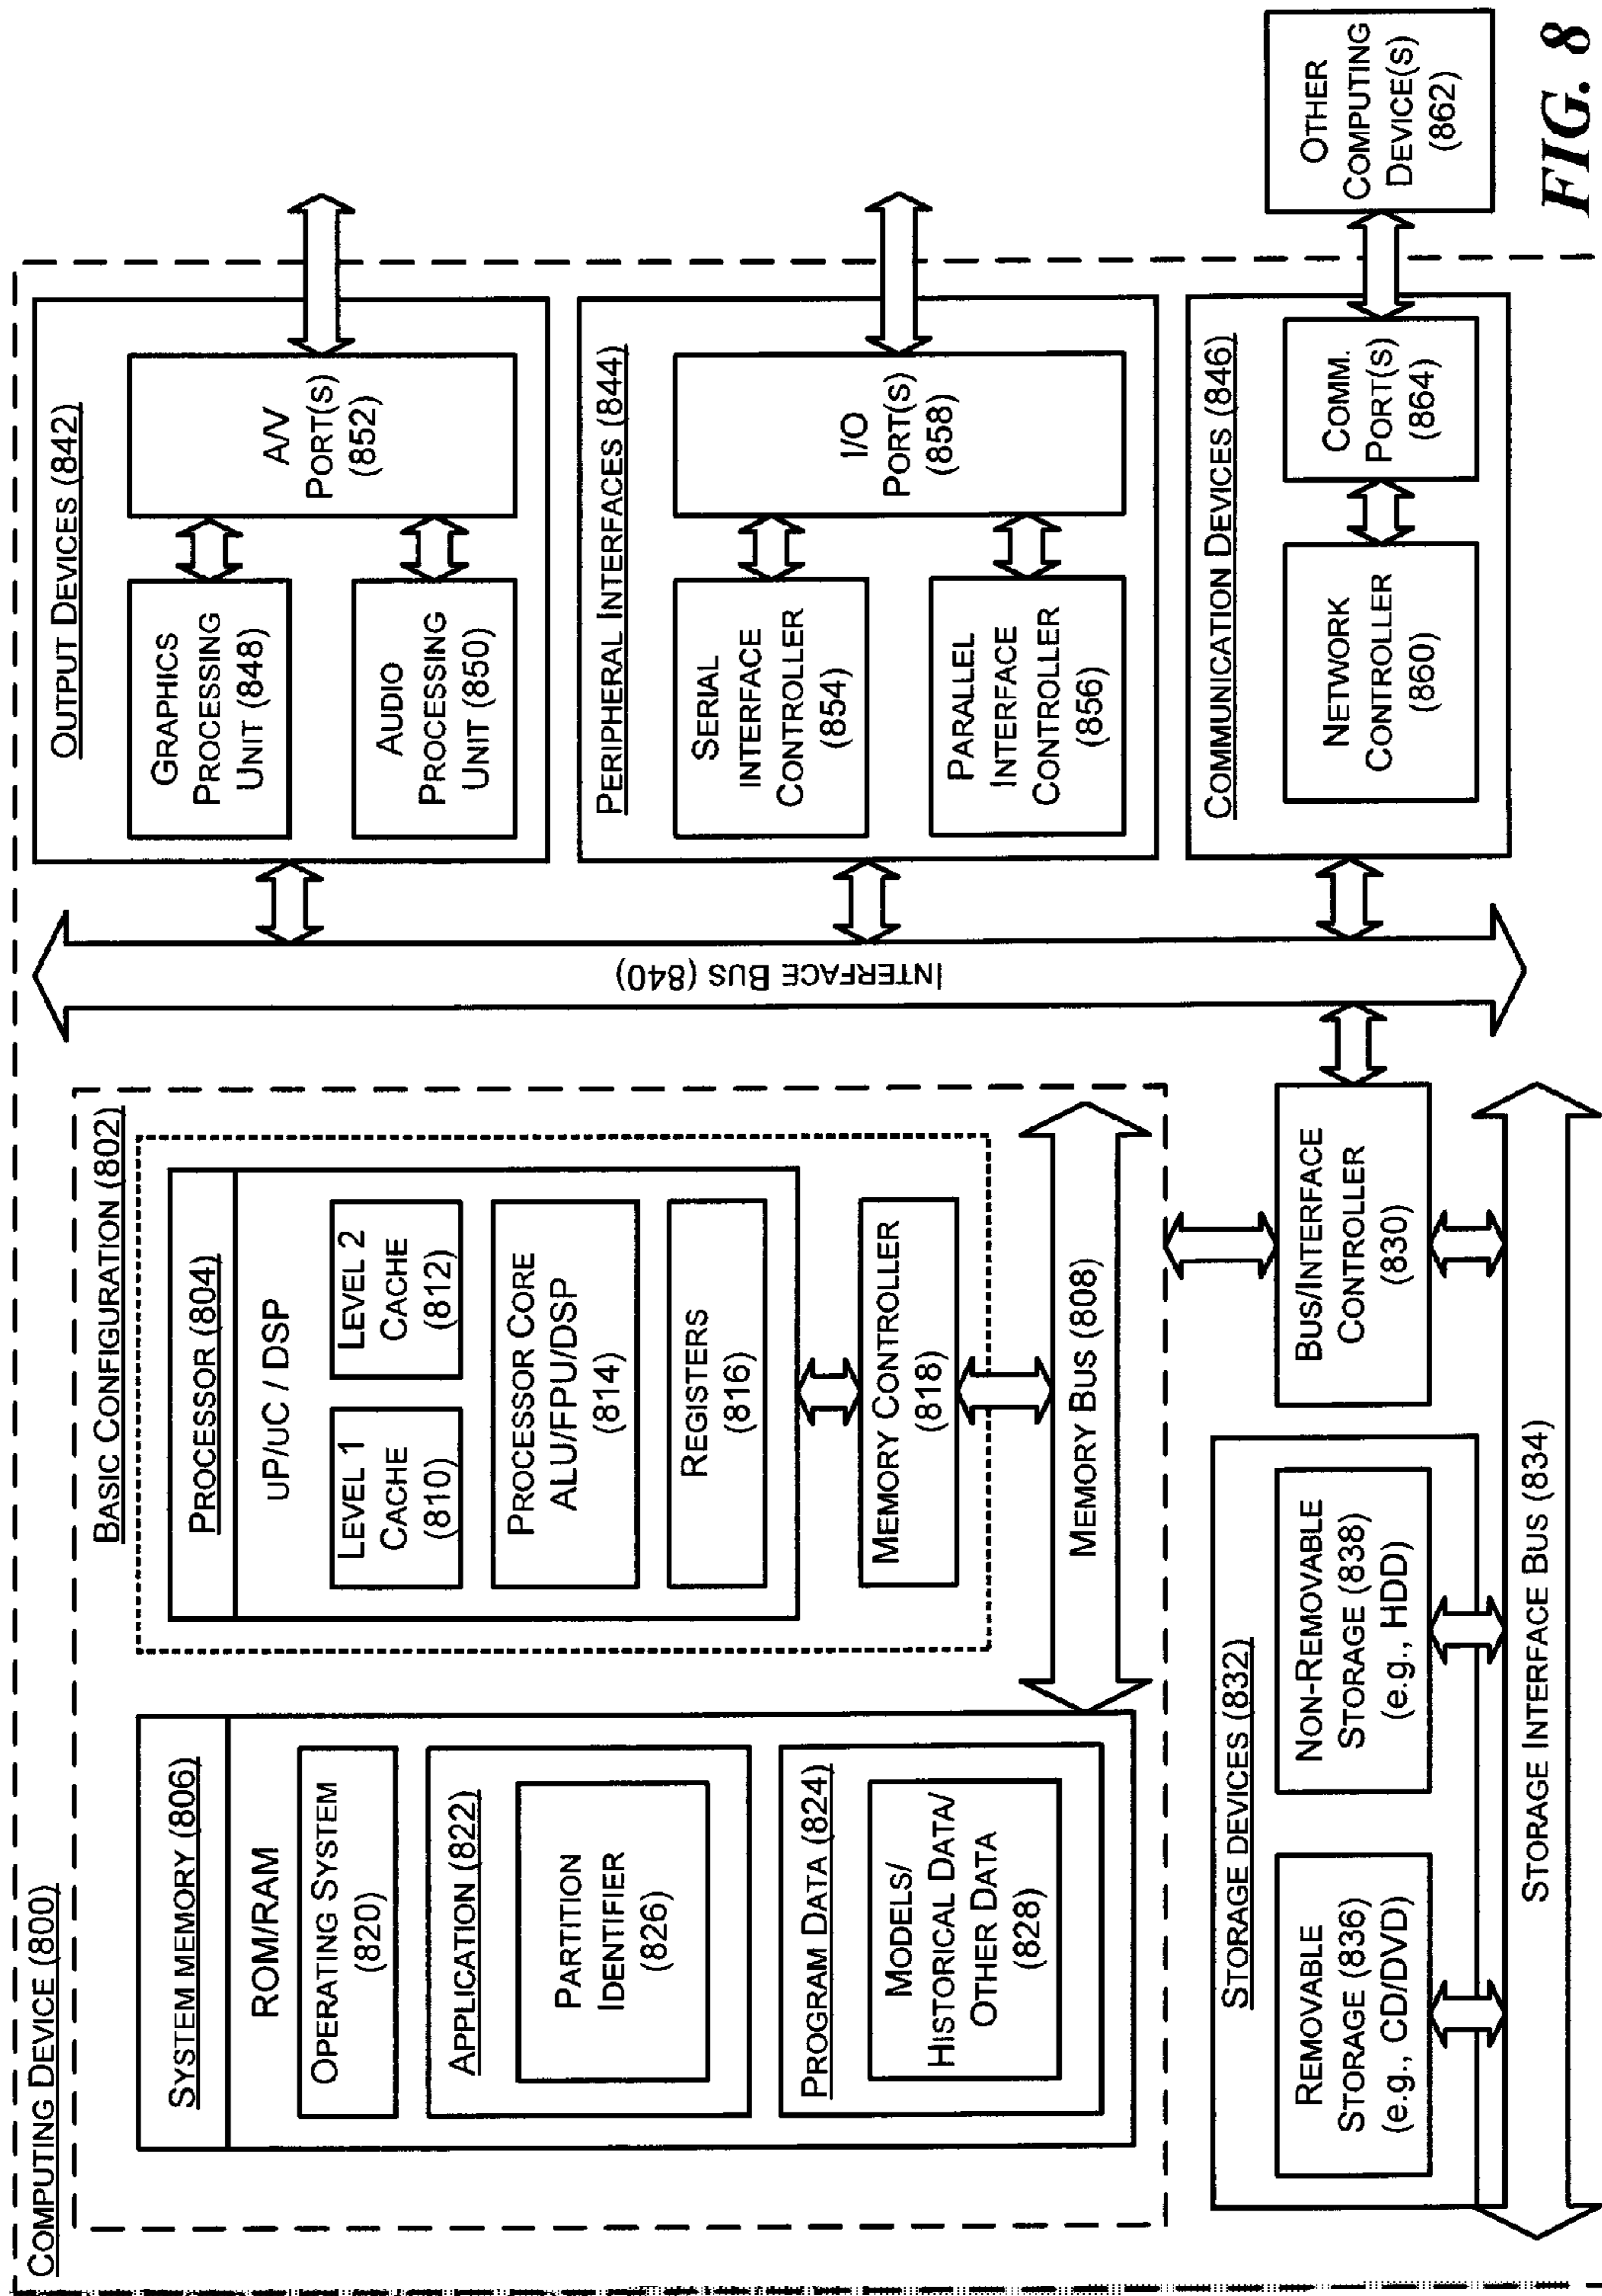 COMPUTING DEVICE (800)
BASIC CONFIGURATION (802)
SYSTEM MEMORY (806)
ROM/RAM
OPERATING SYSTEM
(820)
APPLICATION (822)
PARTITION
IDENTIFIER
(826)
PROGRAM DATA (824)
MODELS/
HISTORICAL DATA/
OTHER DATA
(828)
PROCESSOR (804)
uP/uC / DSP
LEVEL 1
CACHE
(810)
LEVEL 2
CACHE
(812)
PROCESSOR CORE
ALU/FPU/DSP
(814)
REGISTERS
(816)
MEMORY CONTROLLER
(818)
MEMORY BUS (808)
STORAGE DEVICES (832)
REMOVABLE
STORAGE (836)
(e.g., CD/DVD)
NON-REMOVABLE
STORAGE (838)
(e.g., HDD)
BUS/INTERFACE
CONTROLLER
(830)
STORAGE INTERFACE BUS (834)
INTERFACE BUS (840)
OUTPUT DEVICES (842)
GRAPHICS
PROCESSING
UNIT (848)
AUDIO
PROCESSING
UNIT (850)
A/V
PORT(S)
(852)
PERIPHERAL INTERFACES (844)
SERIAL
INTERFACE
CONTROLLER
(854)
PARALLEL
INTERFACE
CONTROLLER
(856)
I/O
PORT(S)
(858)
COMMUNICATION DEVICES (846)
NETWORK
CONTROLLER
(860)
COMM.
PORT(S)
(864)
OTHER
COMPUTING
DEVICE(S)
(862)
FIG. 8